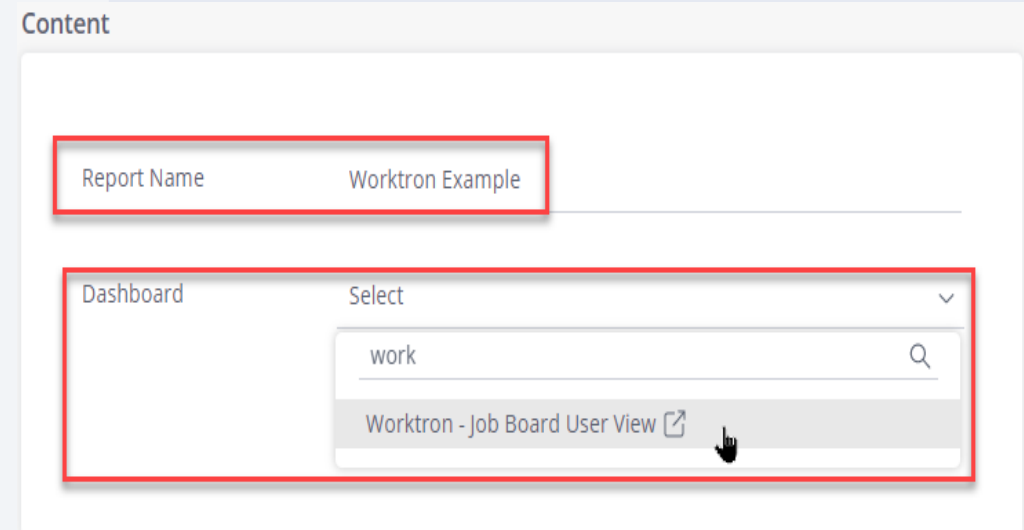 Content
Report Name Worktron Example
Dashboard Select
work
Worktron - Job Board User View